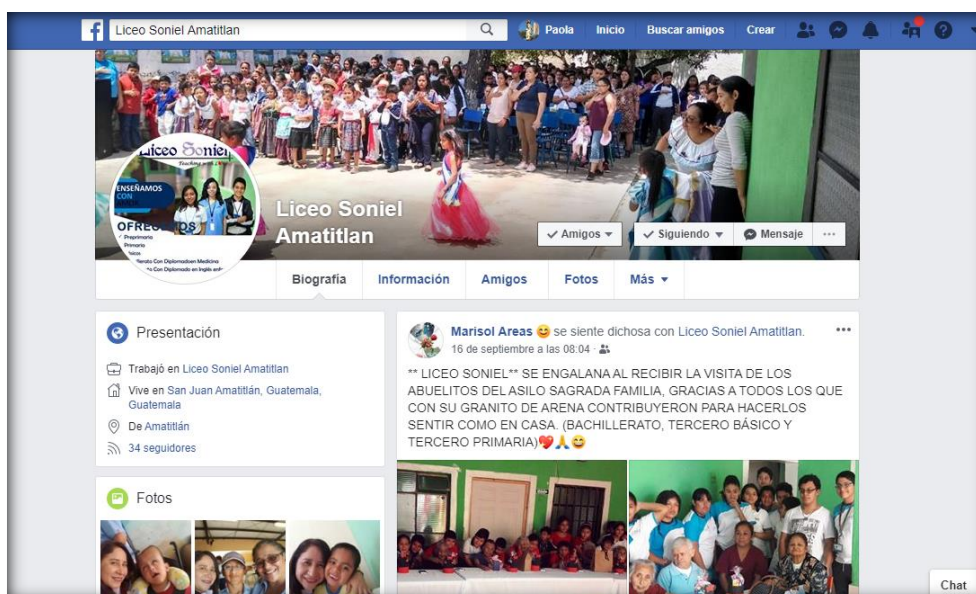 Liceo Soniel Amatitlan
Paola Inicio Buscar amigos Crear
Liceo Soniel
Teaching with
ENSEÑAMOS
CON
OFRECEMOS
Preprimaria
Primaria
Liceo Soniel
Amatitlan
Amigos Siguiendo Mensaje ...
Biografía Información Amigos Fotos Más
Presentación
Trabajó en Liceo Soniel Amatitlan
Vive en San Juan Amatitlán, Guatemala,
Guatemala
De Amatitlán
34 seguidores
Fotos
Marisol Areas 😄 se siente dichosa con Liceo Soniel Amatitlan.
16 de septiembre a las 08:04 ·
** LICEO SONIEL** SE ENGALANA AL RECIBIR LA VISITA DE LOS
ABUELITOS DEL ASILO SAGRADA FAMILIA, GRACIAS A TODOS LOS QUE
CON SU GRANITO DE ARENA CONTRIBUYERON PARA HACERLOS
SENTIR COMO EN CASA. (BACHILLERATO, TERCERO BÁSICO Y
TERCERO PRIMARIA)💖🙏😄
Chat